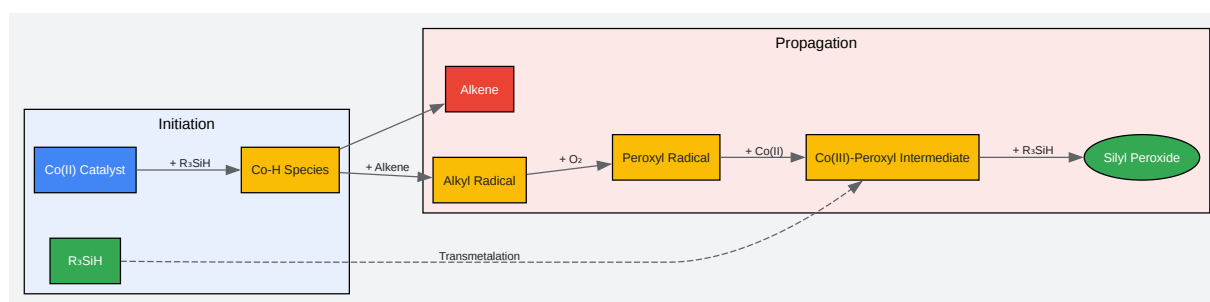 Propagation
Alkene
Initiation
Co(II) Catalyst
+ R₃SiH
Co-H Species
+ Alkene
Alkyl Radical
+ O₂
Peroxyl Radical
+ Co(II)
Co(III)-Peroxyl Intermediate
+ R₃SiH
Silyl Peroxide
R₃SiH
Transmetalation